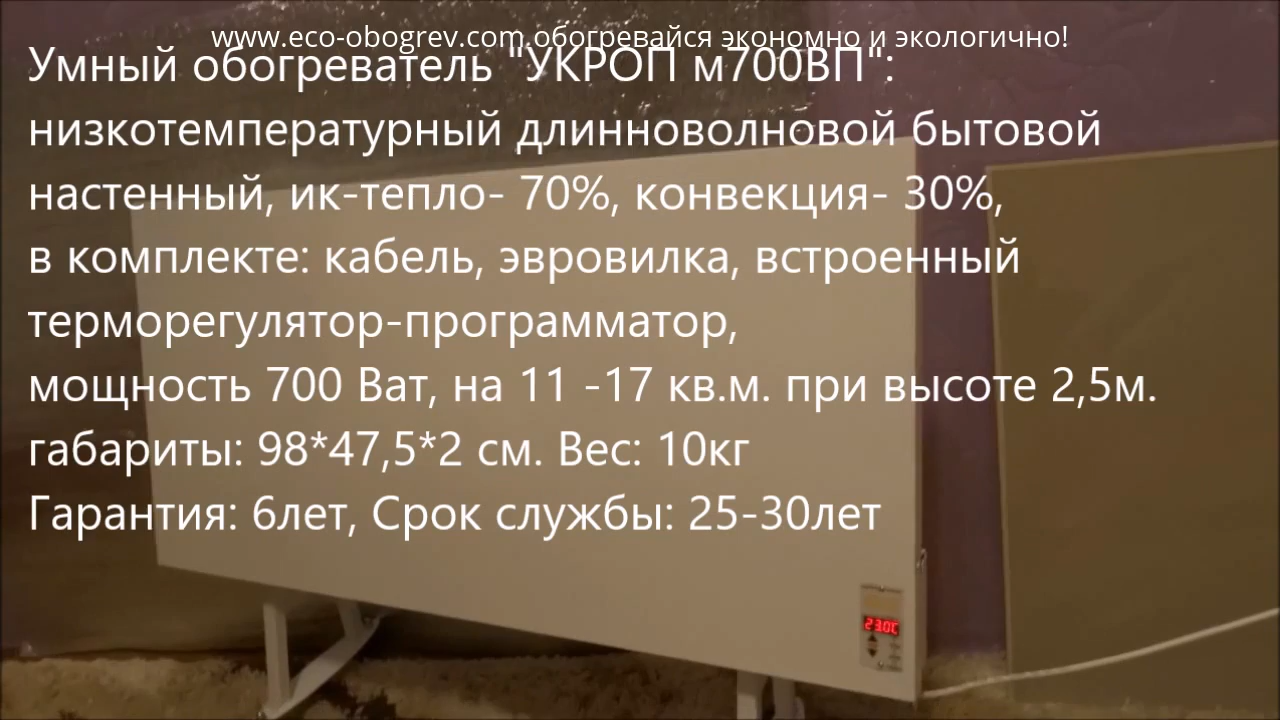 www.eco-obogrev.com,обогревайся экономно и экологично!
Умный обогреватель "УКРОП м700ВП":
низкотемпературный длинноволновой бытовой
настенный, ик-тепло- 70%, конвекция- 30%,
в комплекте: кабель, эвровилка, встроенный
терморегулятор-программатор,
мощность 700 Ват, на 11 -17 кв.м. при высоте 2,5м.
габариты: 98*47,5*2 см. Вес: 10кг
Гарантия: 6лет, Срок службы: 25-30лет
23.0C